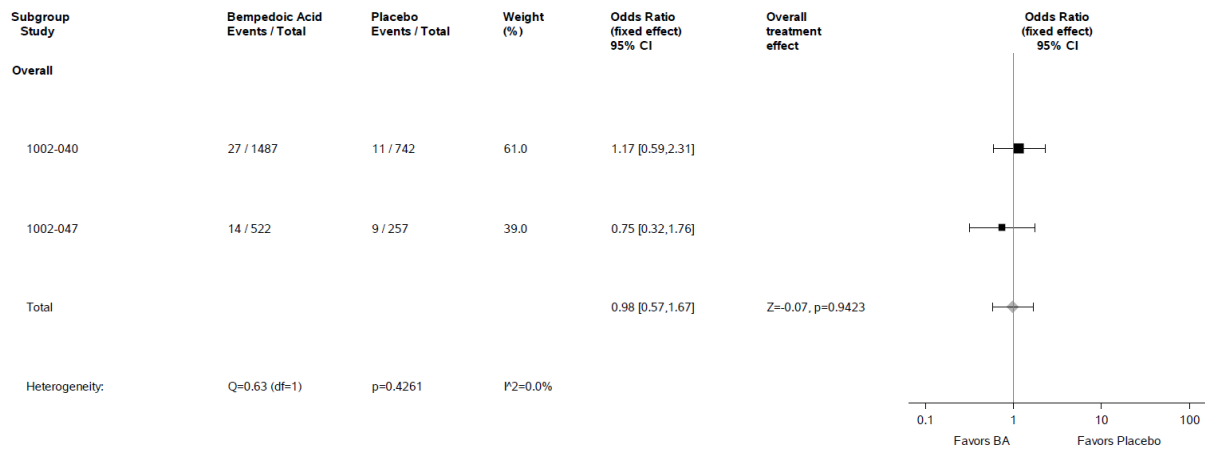 Subgroup Bempedoic Acid Placebo Weight Odds Ratio Overall Odds Ratio
Study Events / Total Events / Total (%) (fixed effect) treatment (fixed effect)
95% CI effect 95% CI
Overall
1002-040 27 / 1487 11 / 742 61.0 1.17 [0.59,2.31]
1002-047 14 / 522 9 / 257 39.0 0.75 [0.32,1.76]
Total 0.98 [0.57,1.67] Z=-0.07, p=0.9423
Heterogeneity: Q=0.63 (df=1) p=0.4261 I^2=0.0%
0.1 1 10 100
Favors BA Favors Placebo